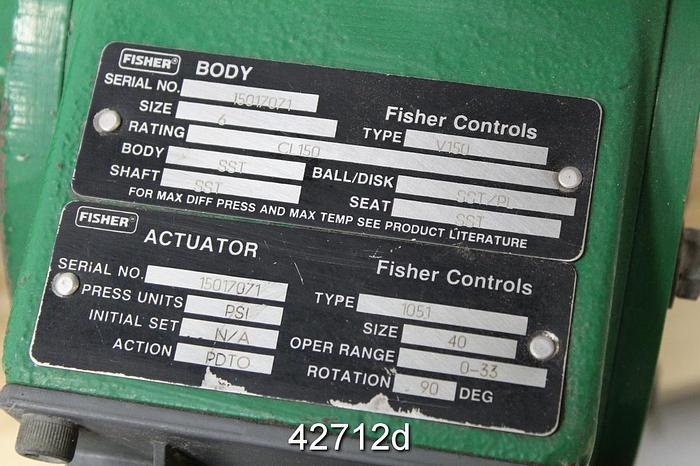 FISHER® BODY
SERIAL NO. 15017071 Fisher Controls
SIZE 6 TYPE V150
RATING CL150
BODY SST BALL/DISK SST/PL
SHAFT SST SEAT SST
FOR MAX DIFF PRESS AND MAX TEMP SEE PRODUCT LITERATURE
FISHER® ACTUATOR
SERIAL NO. 15017071 Fisher Controls
PRESS UNITS PSI TYPE 1051
INITIAL SET N/A SIZE 40
ACTION PDTO OPER RANGE 0-33
ROTATION 90 DEG
42712d